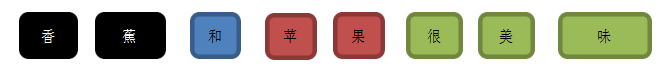 香 蕉 和 苹 果 很 美 味